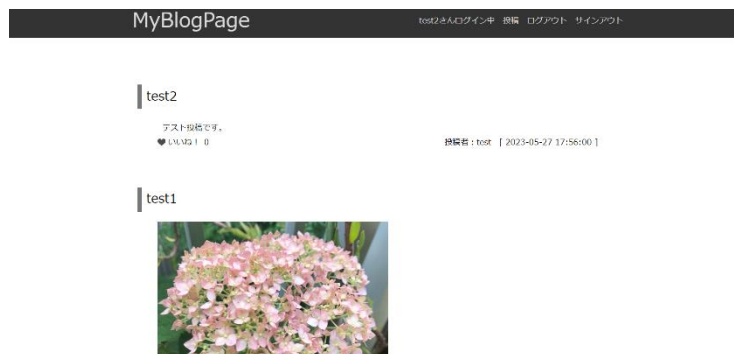 MyBlogPage
test2さんログイン中 投稿 ログアウト サインアウト
test2
テスト投稿です。
いいね！ 0
投稿者 : test [ 2023-05-27 17:56:00 ]
test1